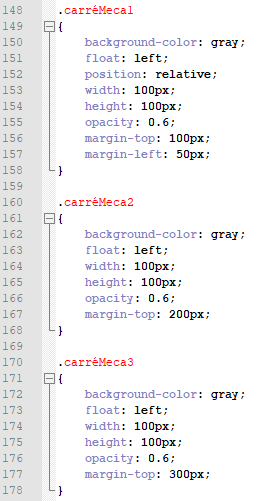 148 .carréMeca1
149 {
150 background-color: gray;
151 float: left;
152 position: relative;
153 width: 100px;
154 height: 100px;
155 opacity: 0.6;
156 margin-top: 100px;
157 margin-left: 50px;
158 }
159
160 .carréMeca2
161 {
162 background-color: gray;
163 float: left;
164 width: 100px;
165 height: 100px;
166 opacity: 0.6;
167 margin-top: 200px;
168 }
169
170 .carréMeca3
171 {
172 background-color: gray;
173 float: left;
174 width: 100px;
175 height: 100px;
176 opacity: 0.6;
177 margin-top: 300px;
178 }